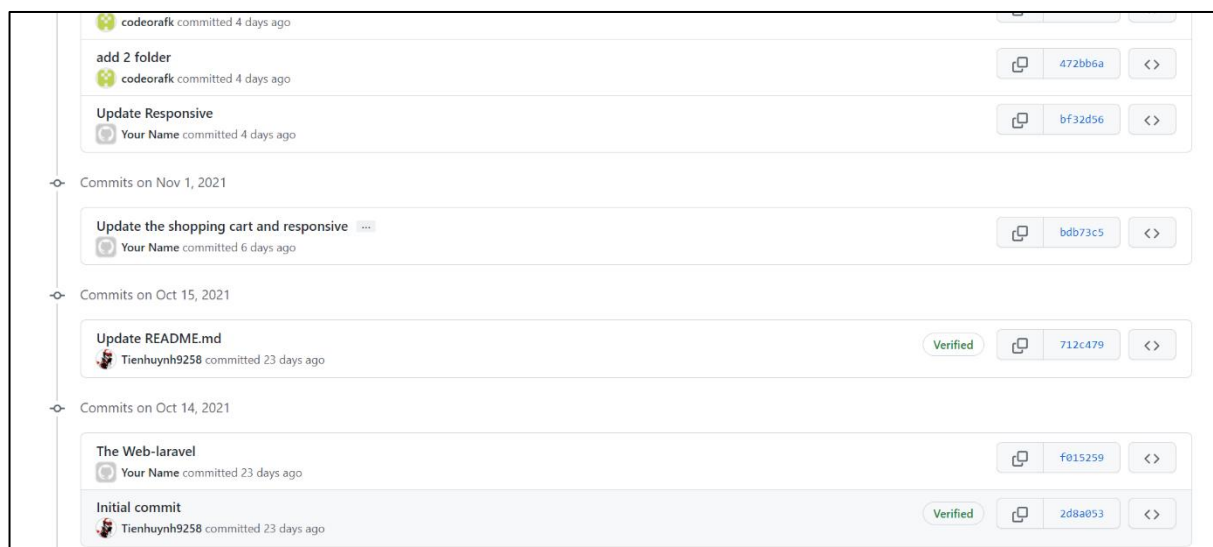 codeorafk committed 4 days ago
add 2 folder
472bb6a
codeorafk committed 4 days ago
Update Responsive
bf32d56
Your Name committed 4 days ago
Commits on Nov 1, 2021
Update the shopping cart and responsive ...
bdb73c5
Your Name committed 6 days ago
Commits on Oct 15, 2021
Update README.md
Verified 712c479
Tienhuynh9258 committed 23 days ago
Commits on Oct 14, 2021
The Web-laravel
f015259
Your Name committed 23 days ago
Initial commit
Verified 2d8a053
Tienhuynh9258 committed 23 days ago